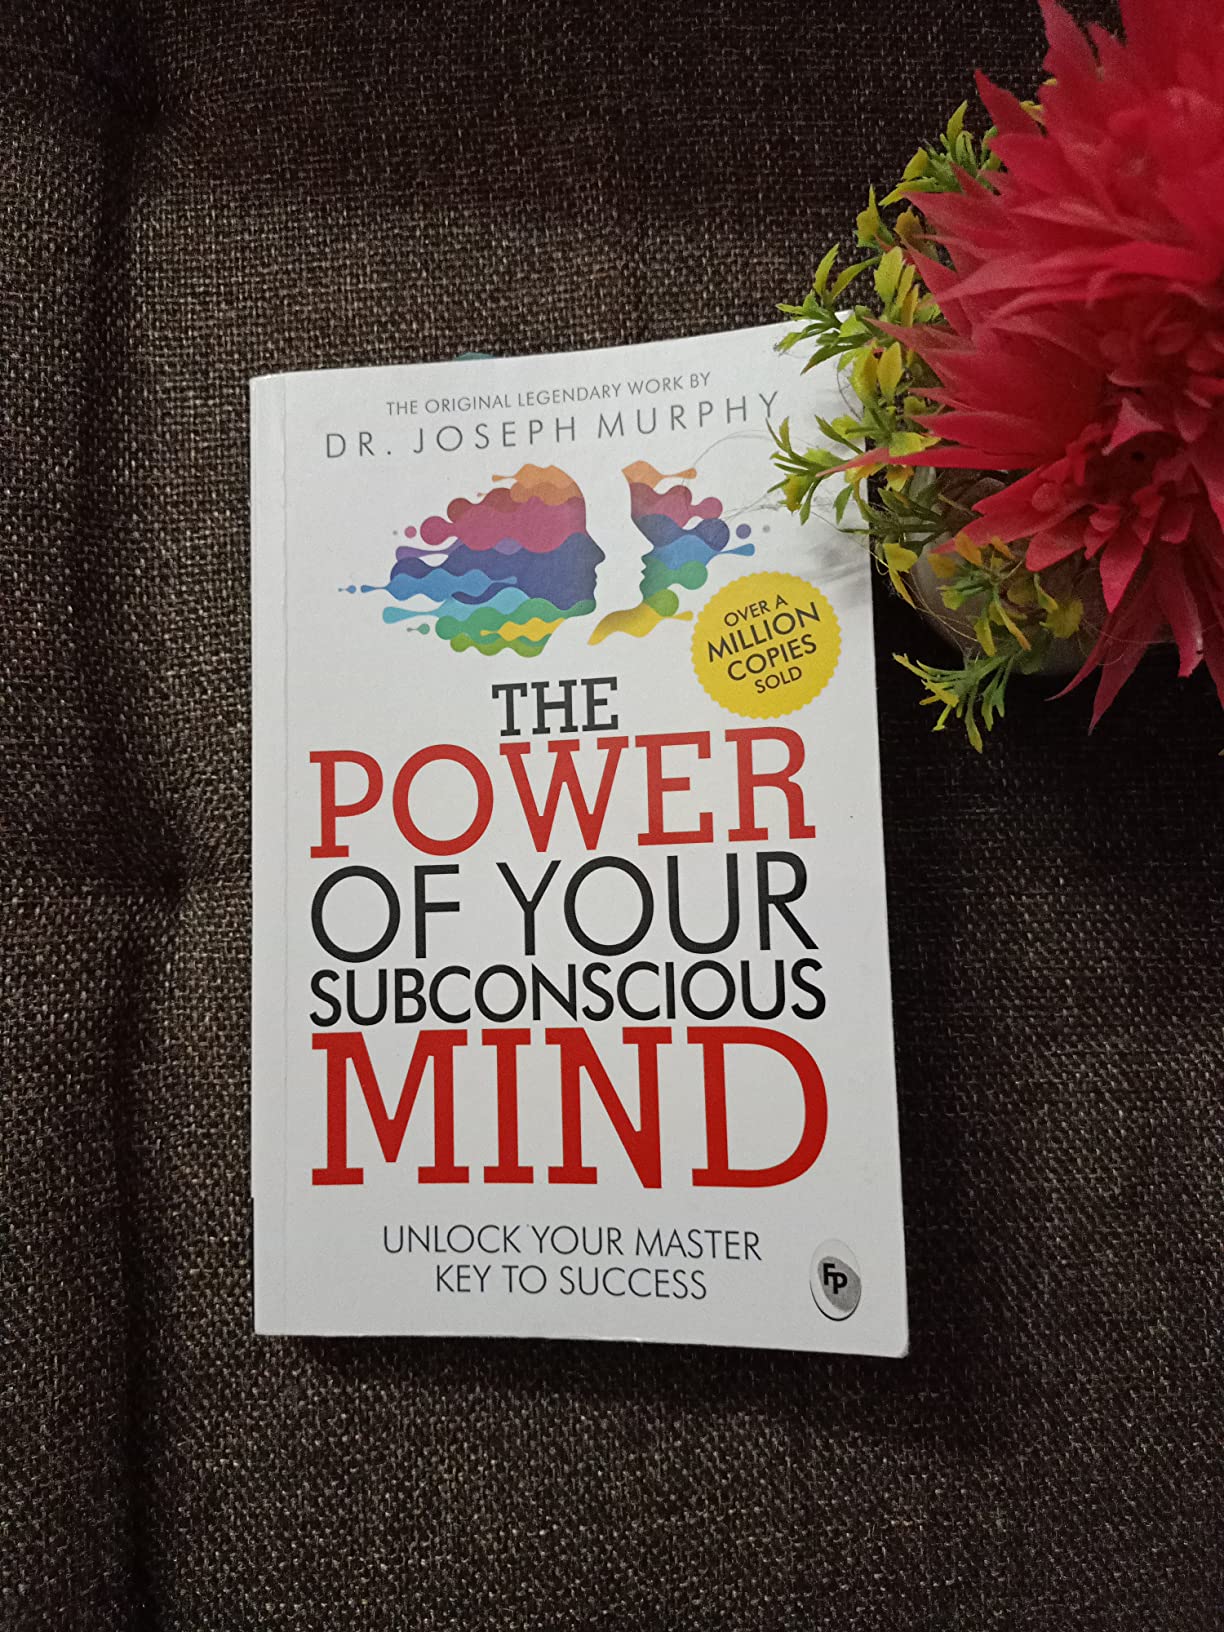 THE ORIGINAL LEGENDARY WORK BY
DR. JOSEPH MURPHY
OVER A
MILLION
COPIES
SOLD
THE
POWER
OF YOUR
SUBCONSCIOUS
MIND
UNLOCK YOUR MASTER
KEY TO SUCCESS
FP